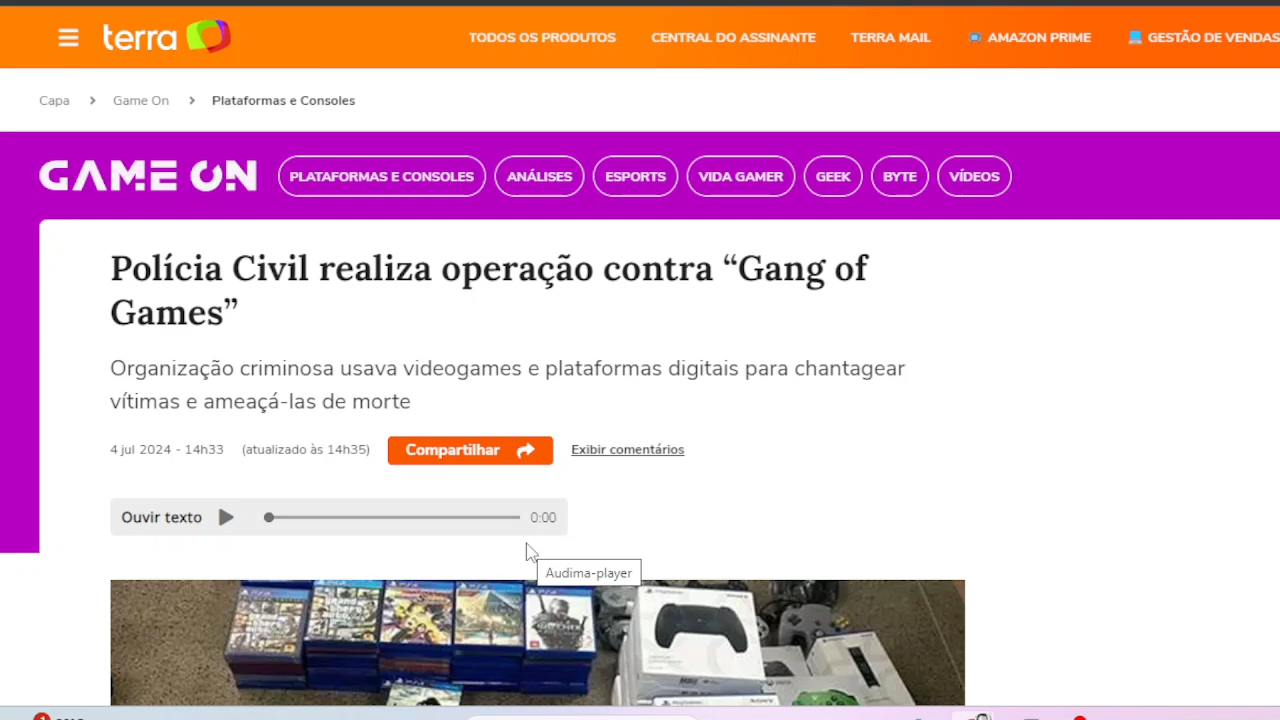 terra
TODOS OS PRODUTOS
CENTRAL DO ASSINANTE
TERRA MAIL
AMAZON PRIME
GESTÃO DE VENDAS
Capa > Game On > Plataformas e Consoles
GAME ON
PLATAFORMAS E CONSOLES
ANÁLISES
ESPORTS
VIDA GAMER
GEEK
BYTE
VÍDEOS
Polícia Civil realiza operação contra “Gang of
Games”
Organização criminosa usava videogames e plataformas digitais para chantagear
vítimas e ameaçá-las de morte
4 jul 2024 - 14h33 (atualizado às 14h35)
Compartilhar
Exibir comentários
Ouvir texto
0:00
Audima-player